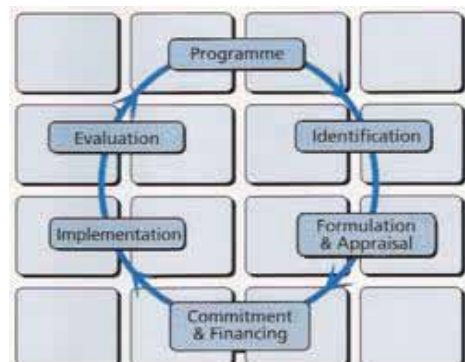 Programme
Identification
Formulation
& Appraisal
Commitment
& Financing
Implementation
Evaluation